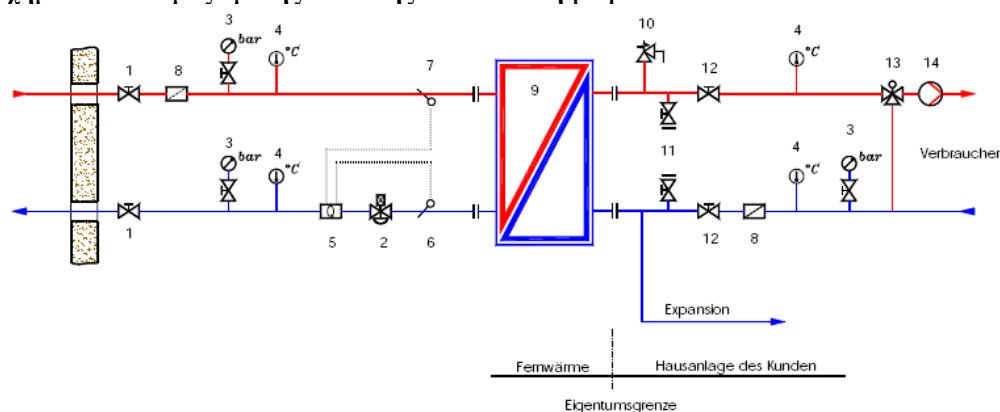 3 4 10 4
bar °C °C 13 14
1 8 7 12
9
3 4 11 4 3
bar °C °C bar Verbraucher
Q
1 5 2 6 12 8
Expansion
Fernwärme Hausanlage des Kunden
Eigentumsgrenze